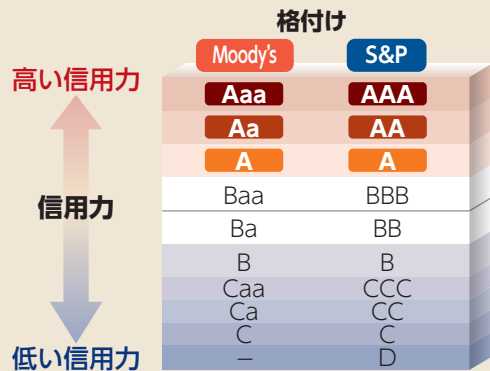 格付け
Moody's S&P
高い信用力
Aaa AAA
Aa AA
A A
信用力
Baa BBB
Ba BB
B B
Caa CCC
Ca CC
C C
低い信用力
– D